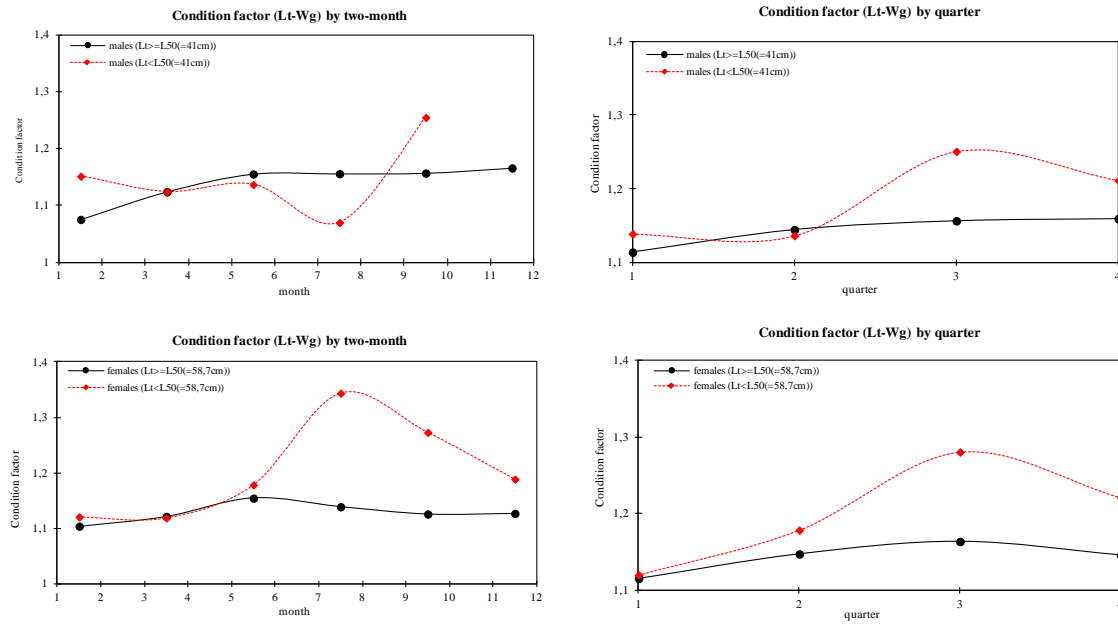 Condition factor (Lt-Wg) by two-month
1,4
1,3
1,2
1,1
1
Condition factor
males (Lt>=L50(=41cm))
males (Lt<L50(=41cm))
1 2 3 4 5 6 7 8 9 10 11 12
month
Condition factor (Lt-Wg) by quarter
1,4
1,3
1,2
1,1
Condition factor
males (Lt>=L50(=41cm))
males (Lt<L50(=41cm))
1 2 3 4
quarter
Condition factor (Lt-Wg) by two-month
1,4
1,3
1,2
1,1
1
Condition factor
females (Lt>=L50(=58,7cm))
females (Lt<L50(=58,7cm))
1 2 3 4 5 6 7 8 9 10 11 12
month
Condition factor (Lt-Wg) by quarter
1,4
1,3
1,2
1,1
Condition factor
females (Lt>=L50(=58,7cm))
females (Lt<L50(=58,7cm))
1 2 3
quarter